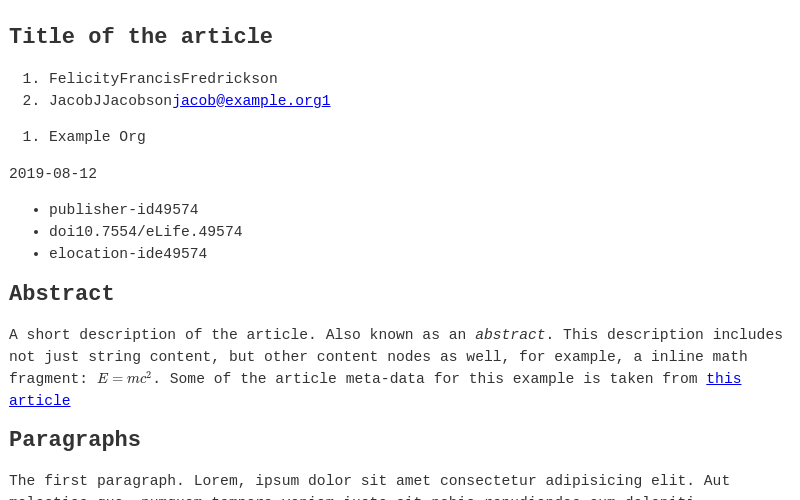 Title of the article
1. FelicityFrancisFredrickson
2. JacobJJacobsonjacob@example.org1
1. Example Org
2019-08-12
• publisher-id49574
• doi10.7554/eLife.49574
• elocation-ide49574
Abstract
A short description of the article. Also known as an abstract. This description includes
not just string content, but other content nodes as well, for example, a inline math
fragment: E = mc². Some of the article meta-data for this example is taken from this
article
Paragraphs
The first paragraph. Lorem, ipsum dolor sit amet consectetur adipisicing elit. Aut